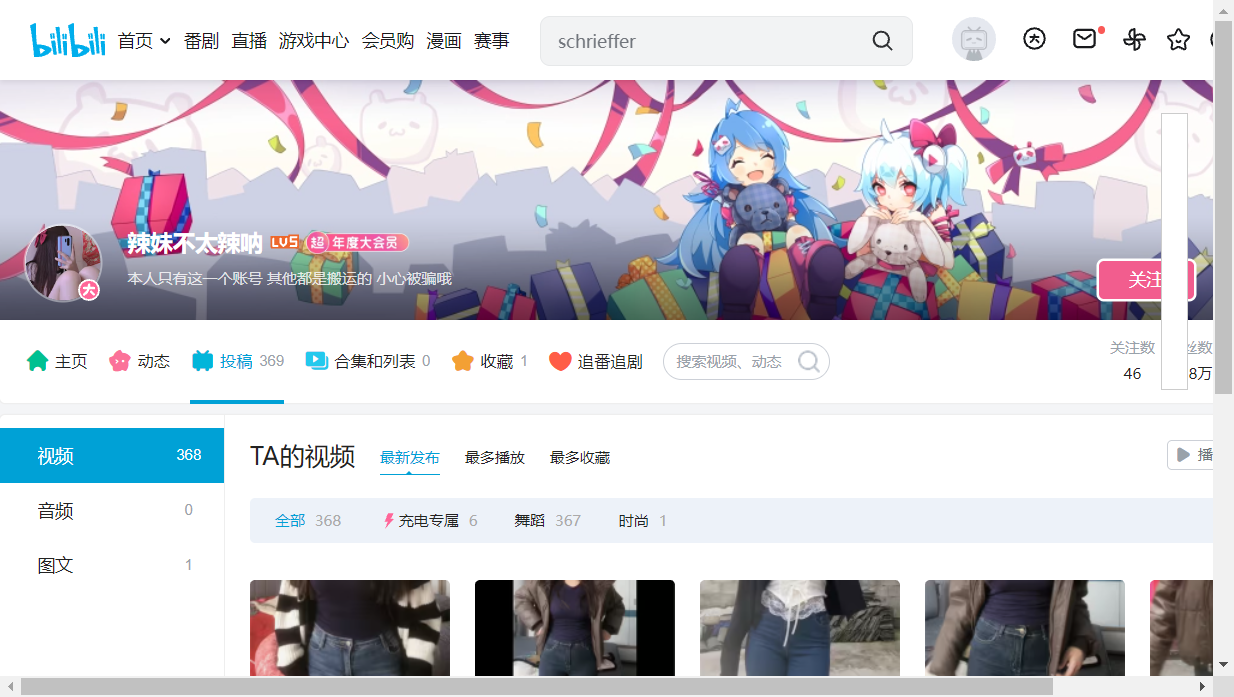 bilibili 首页 番剧 直播 游戏中心 会员购 漫画 赛事 schrieffer
辣妹不太辣呐 LV5 超 年度大会员
本人只有这一个账号 其他都是搬运的 小心被骗哦
大
关注
主页 动态 投稿 369 合集和列表 0 收藏 1 追番追剧 搜索视频、动态
关注数 丝数
46 8万
视频 368
音频 0
图文 1
TA的视频 最新发布 最多播放 最多收藏 播
全部 368 充电专属 6 舞蹈 367 时尚 1